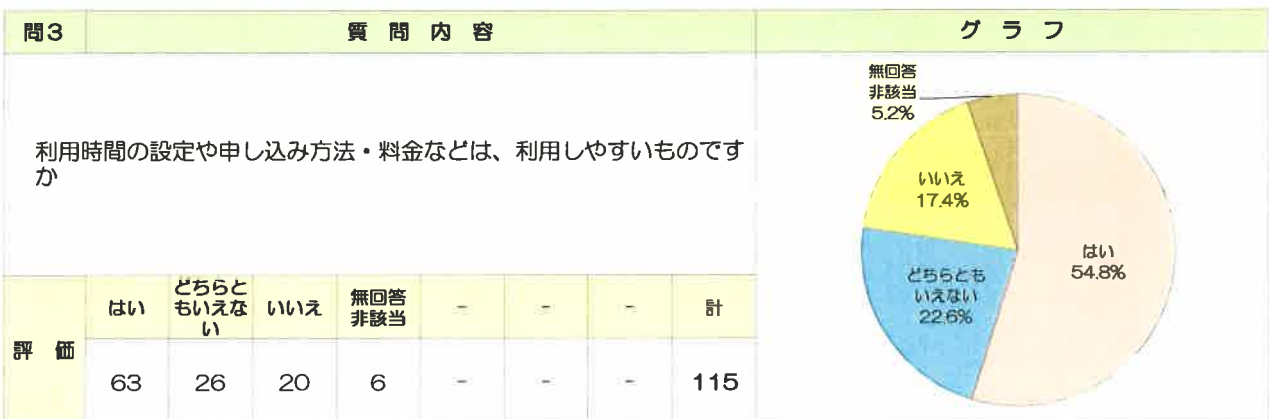 問3
質 問 内 容
グ ラ フ
利用時間の設定や申し込み方法・料金などは、利用しやすいものです
か
無回答
非該当
5.2%
いいえ
17.4%
はい
54.8%
どちらとも
いえない
22.6%
評 価
はい
どちらと
もいえな
い
いいえ
無回答
非該当
-
-
-
計
63
26
20
6
-
-
-
115